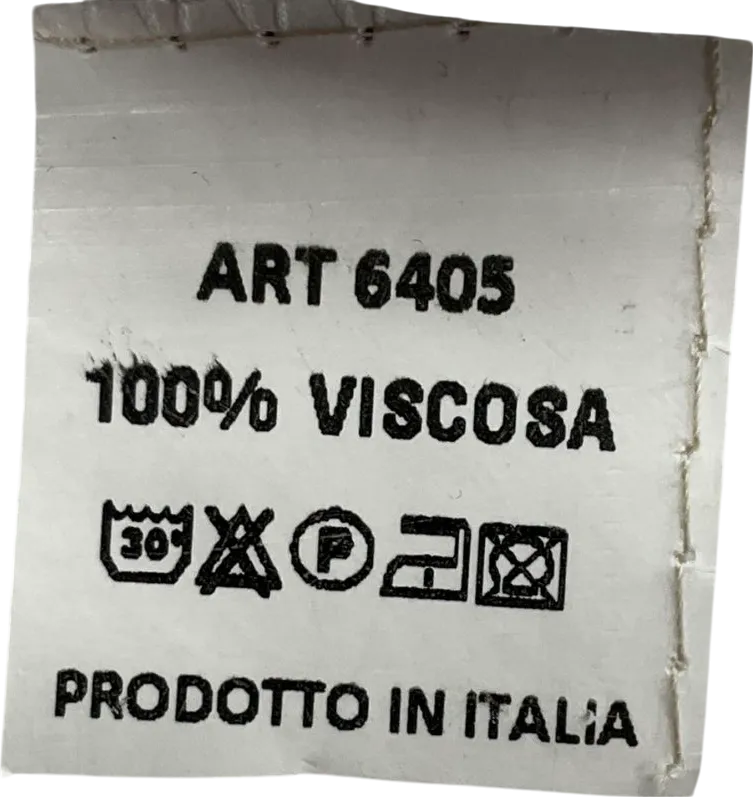 ART 6405
100% VISCOSA
30° P
PRODOTTO IN ITALIA